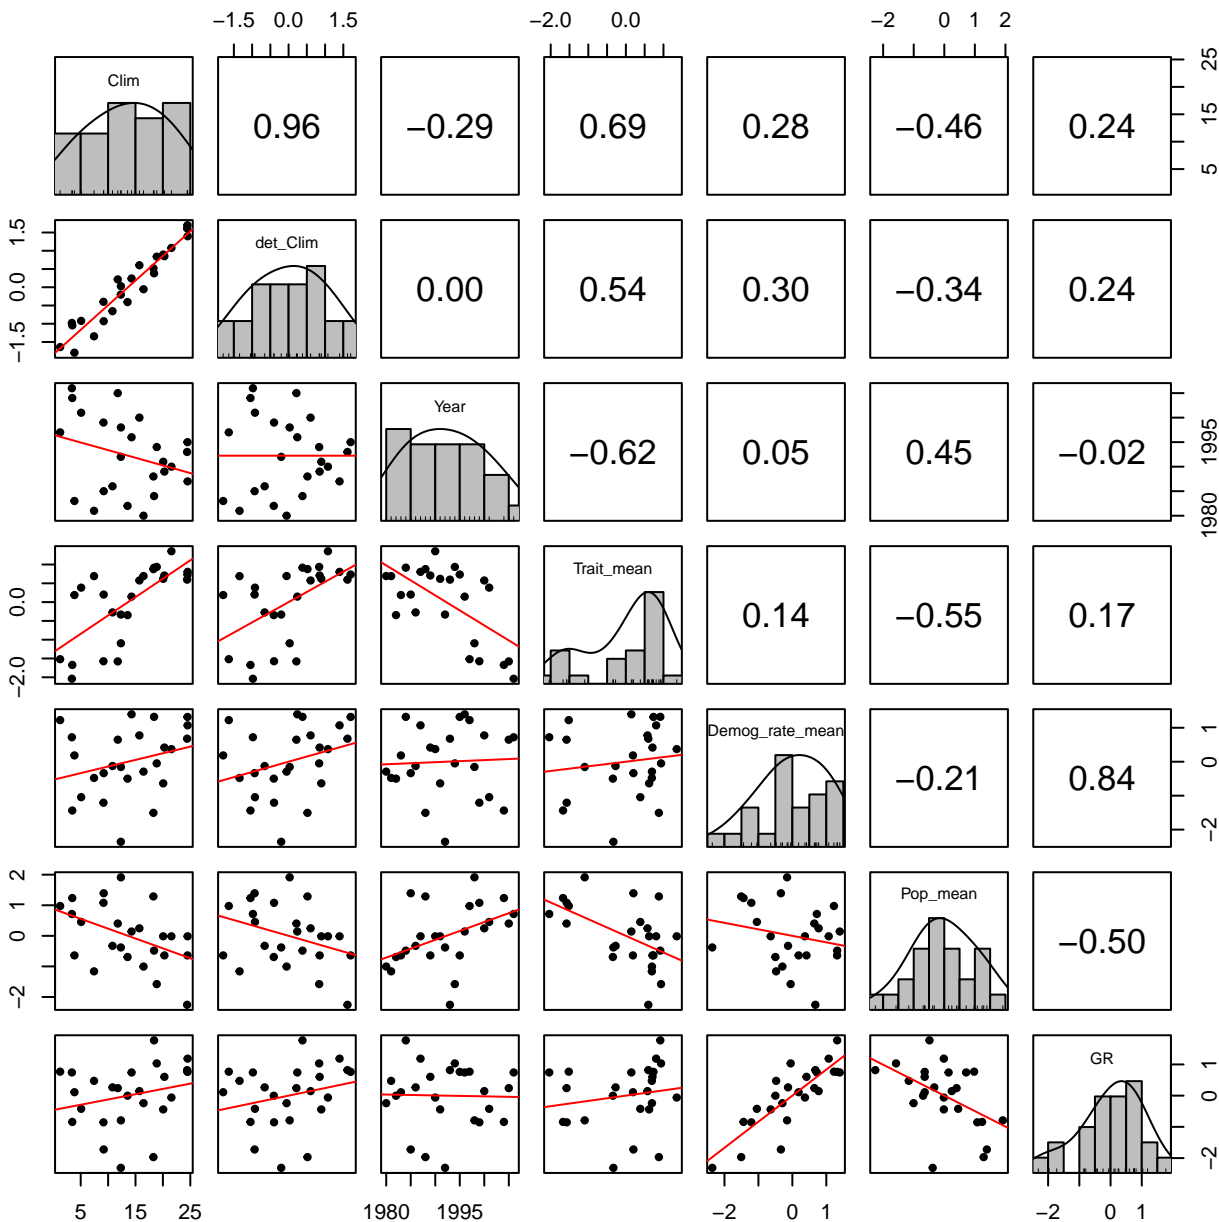 −1.5 0.0 1.5 −2.0 0.0 −2 0 2
Clim 0.96 −0.29 0.69 0.28 −0.46 0.24 5 15 25
−1.5 0.0 1.5 det_Clim 0.00 0.54 0.30 −0.34 0.24
Year −0.62 0.05 0.45 −0.02 1980 1995
−2.0 0.0 Trait_mean 0.14 −0.55 0.17
Demog_rate_mean −0.21 0.84 −2 0 1
−2 0 1 2 Pop_mean −0.50
GR −2 0 1
5 15 25 1980 1995 −2 0 1 −2 0 1